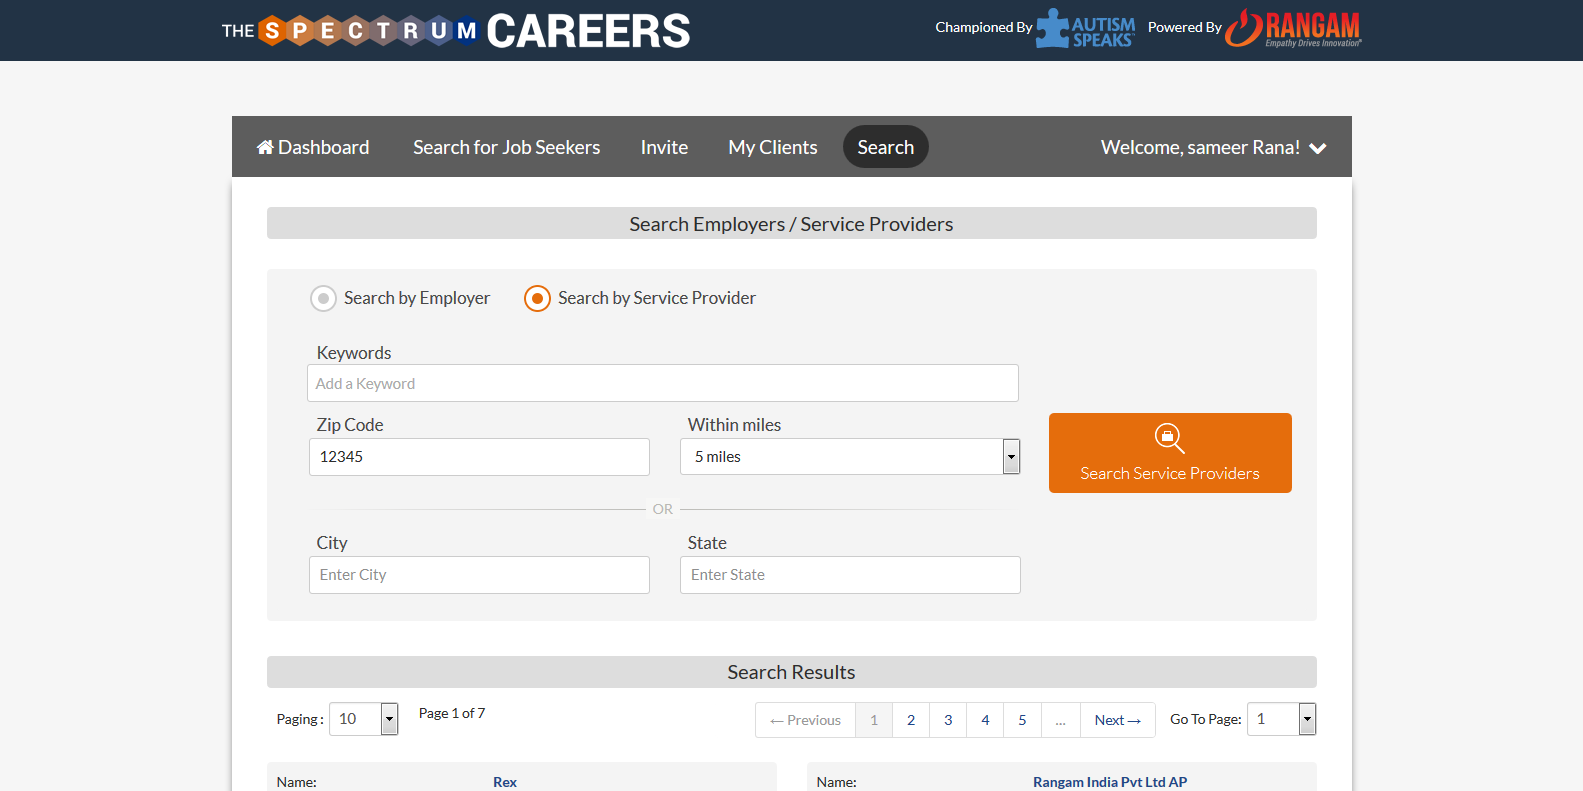 THE SPECTRUM CAREERS
Championed By AUTISM SPEAKS Powered By RANGAM
Empathy Drives Innovation
Dashboard Search for Job Seekers Invite My Clients Search Welcome, sameer Rana!
Search Employers / Service Providers
Search by Employer Search by Service Provider
Keywords
Add a Keyword
Zip Code Within miles
12345 5 miles
Search Service Providers
OR
City State
Enter City Enter State
Search Results
Paging : 10 Page 1 of 7 ← Previous 1 2 3 4 5 ... Next → Go To Page: 1
Name: Rex Name: Rangam India Pvt Ltd AP